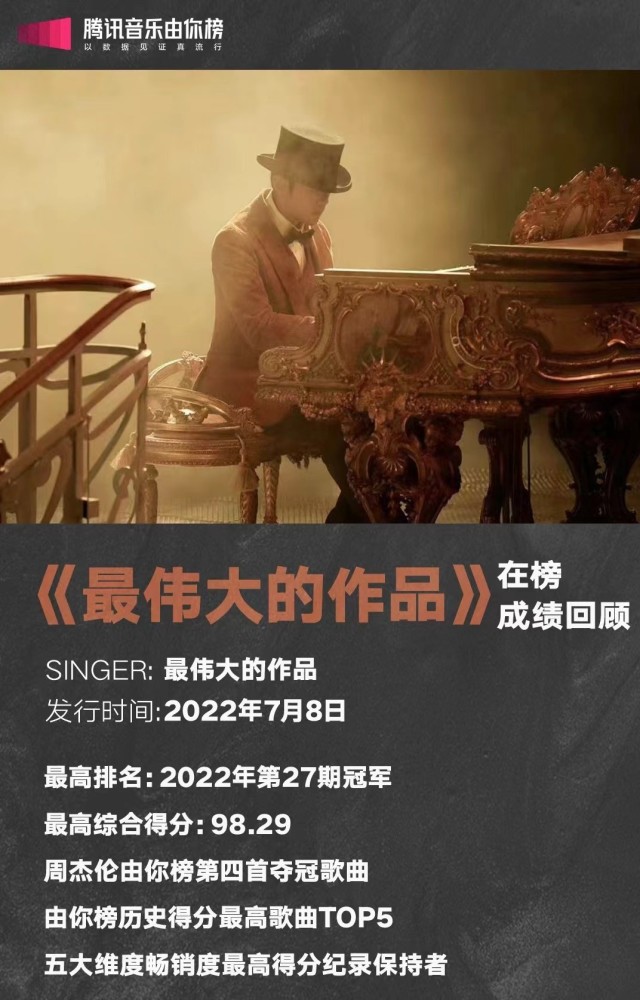 腾讯音乐由你榜
以数据见证真流行
《最伟大的作品》在榜
成绩回顾
SINGER: 最伟大的作品
发行时间:2022年7月8日
最高排名:2022年第27期冠军
最高综合得分:98.29
周杰伦由你榜第四首夺冠歌曲
由你榜历史得分最高歌曲TOP5
五大维度畅销度最高得分纪录保持者